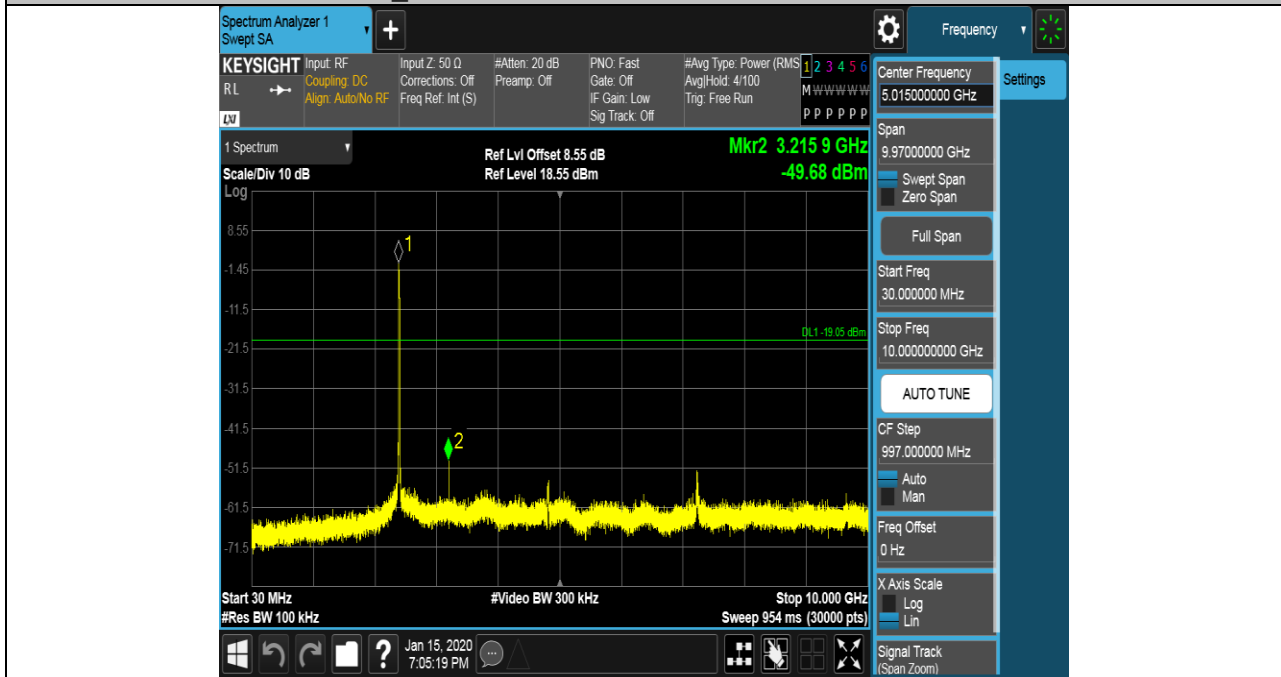 Spectrum Analyzer 1
Swept SA
+
Frequency
KEYSIGHT
RL
LXI
Input: RF
Coupling: DC
Align: Auto/No RF
Input Z: 50 Ω
Corrections: Off
Freq Ref: Int (S)
#Atten: 20 dB
Preamp: Off
PNO: Fast
Gate: Off
IF Gain: Low
Sig Track: Off
#Avg Type: Power (RMS
Avg|Hold: 4/100
Trig: Free Run
1 2 3 4 5 6
M W W W W W
P P P P P P
1 Spectrum
Scale/Div 10 dB
Log
Ref Lvl Offset 8.55 dB
Ref Level 18.55 dBm
Mkr2 3.215 9 GHz
-49.68 dBm
8.55
-1.45
-11.5
-21.5
-31.5
-41.5
-51.5
-61.5
-71.5
1
DL1 -19.05 dBm
2
Start 30 MHz
#Res BW 100 kHz
#Video BW 300 kHz
Stop 10.000 GHz
Sweep 954 ms (30000 pts)
?
Jan 15, 2020
7:05:19 PM
Center Frequency
5.015000000 GHz
Settings
Span
9.97000000 GHz
Swept Span
Zero Span
Full Span
Start Freq
30.000000 MHz
Stop Freq
10.000000000 GHz
AUTO TUNE
CF Step
997.000000 MHz
Auto
Man
Freq Offset
0 Hz
X Axis Scale
Log
Lin
Signal Track
(Span Zoom)